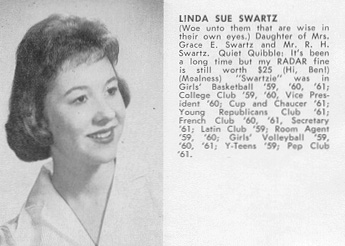 LINDA SUE SWARTZ
(Woe unto them that are wise in
their own eyes.) Daughter of Mrs.
Grace E. Swartz and Mr. R. H.
Swartz. Quiet Quibble: It's been
a long time but my RADAR fine
is still worth $25 (Hi, Ben!)
(Mealness) "Swartzie" was in
Girls' Basketball '59, '60, '61;
College Club '59, '60, Vice Pres-
ident '60; Cup and Chaucer '61;
Young Republicans Club '61;
French Club '60, '61, Secretary
'61; Latin Club '59; Room Agent
'59, '60; Girls' Volleyball '59,
'60, '61; Y-Teens '59; Pep Club
'61.